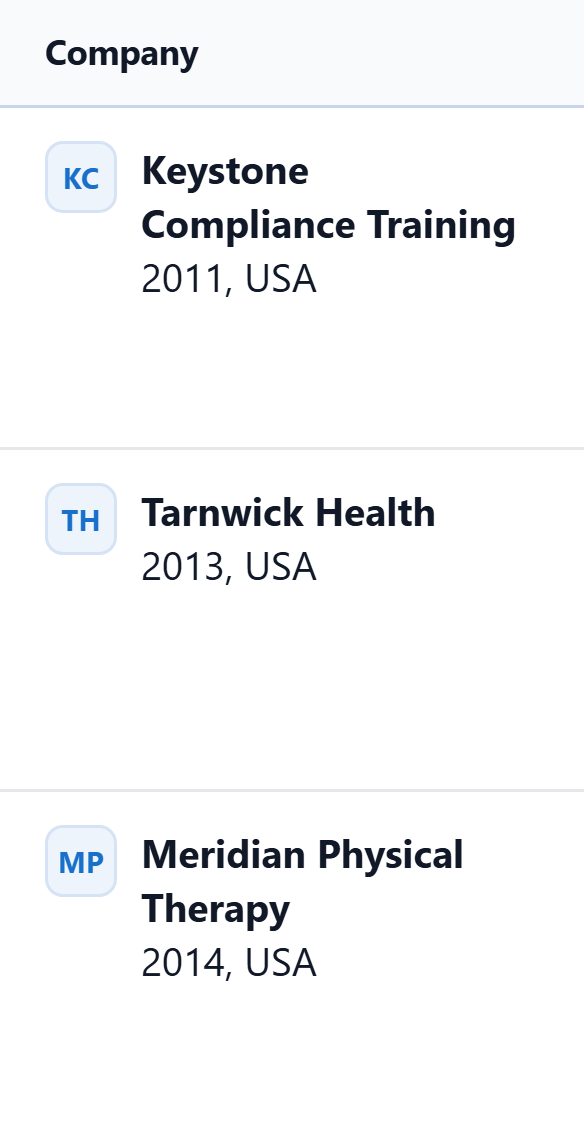 Company
KC
Keystone
Compliance Training
2011, USA
TH
Tarnwick Health
2013, USA
MP
Meridian Physical
Therapy
2014, USA